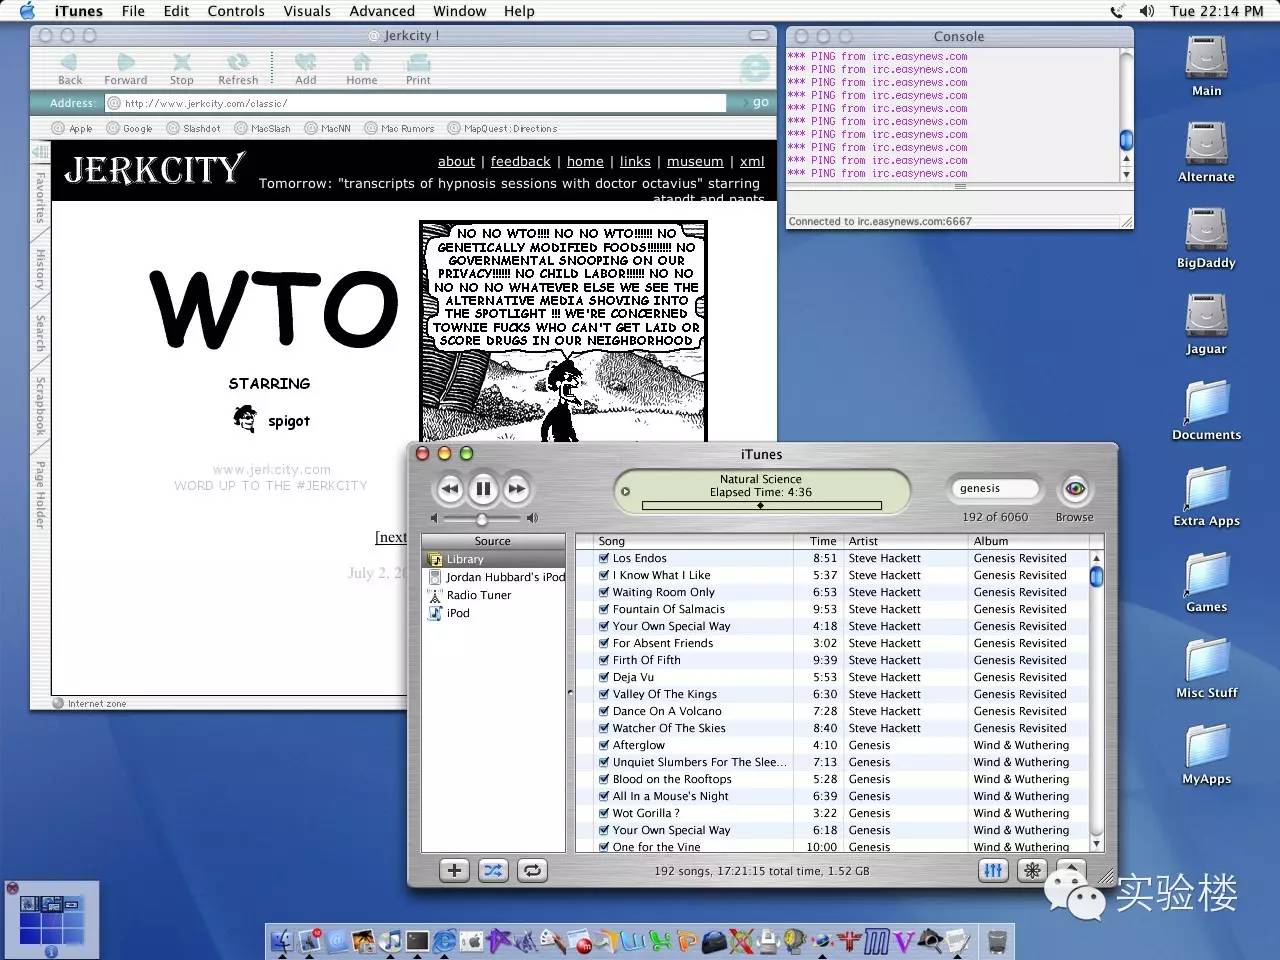 iTunes File Edit Controls Visuals Advanced Window Help
Tue 22:14 PM
Jerkcity !
Back Forward Stop Refresh Add Home Print
Address: http://www.jerkcity.com/classic/ go
Apple Google Slashdot MacSlash MacNN Mac Rumors MapQuest: Directions
Favorites
History
Search
Scrapbook
Page Holder
JERKCITY
about | feedback | home | links | museum | xml
Tomorrow: "transcripts of hypnosis sessions with doctor octavius" starring
atandt and pants
WTO
STARRING
spigot
www.jerkcity.com
WORD UP TO THE #JERKCITY
[next
July 2, 20
NO NO WTO!!!!! NO NO WTO!!!!!! NO
GENETICALLY MODIFIED FOODS!!!!!!!! NO
GOVERNMENTAL SNOOPING ON OUR
PRIVACY!!!!!! NO CHILD LABOR!!!!!! NO NO
NO NO NO WHATEVER ELSE WE SEE THE
ALTERNATIVE MEDIA SHOVING INTO
THE SPOTLIGHT !!! WE'RE CONCERNED
TOWNIE FUCKS WHO CAN'T GET LAID OR
SCORE DRUGS IN OUR NEIGHBORHOOD
Internet zone
Console
*** PING from irc.easynews.com
*** PING from irc.easynews.com
*** PING from irc.easynews.com
*** PING from irc.easynews.com
*** PING from irc.easynews.com
*** PING from irc.easynews.com
*** PING from irc.easynews.com
*** PING from irc.easynews.com
*** PING from irc.easynews.com
*** PING from irc.easynews.com
Connected to irc.easynews.com:6667
Main
Alternate
BigDaddy
Jaguar
Documents
Extra Apps
Games
Misc Stuff
MyApps
iTunes
Natural Science
Elapsed Time: 4:36
genesis
192 of 6060 Browse
Source
Library
Jordan Hubbard's iPod
Radio Tuner
iPod
Song Time Artist Album
Los Endos 8:51 Steve Hackett Genesis Revisited
I Know What I Like 5:37 Steve Hackett Genesis Revisited
Waiting Room Only 6:53 Steve Hackett Genesis Revisited
Fountain Of Salmacis 9:53 Steve Hackett Genesis Revisited
Your Own Special Way 4:18 Steve Hackett Genesis Revisited
For Absent Friends 3:02 Steve Hackett Genesis Revisited
Firth Of Fifth 9:39 Steve Hackett Genesis Revisited
Deja Vu 5:53 Steve Hackett Genesis Revisited
Valley Of The Kings 6:30 Steve Hackett Genesis Revisited
Dance On A Volcano 7:28 Steve Hackett Genesis Revisited
Watcher Of The Skies 8:40 Steve Hackett Genesis Revisited
Afterglow 4:10 Genesis Wind & Wuthering
Unquiet Slumbers For The Slee... 7:13 Genesis Wind & Wuthering
Blood on the Rooftops 5:28 Genesis Wind & Wuthering
All In a Mouse's Night 6:39 Genesis Wind & Wuthering
Wot Gorilla ? 3:22 Genesis Wind & Wuthering
Your Own Special Way 6:18 Genesis Wind & Wuthering
One for the Vine 10:00 Genesis Wind & Wuthering
192 songs, 17:21:15 total time, 1.52 GB
实验楼